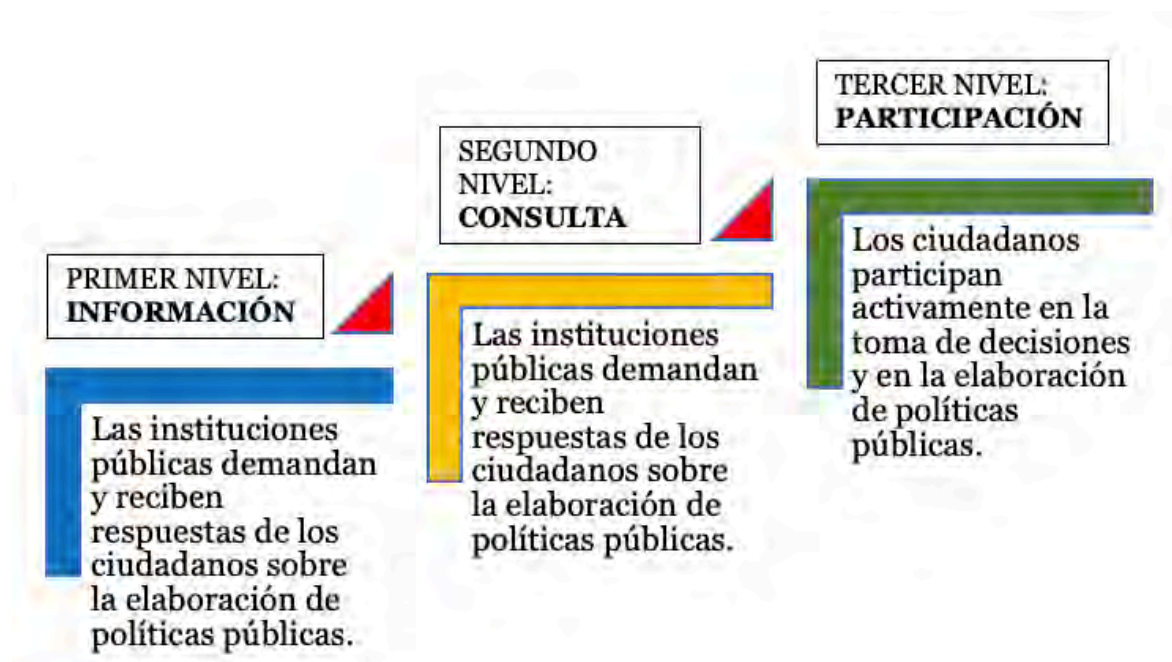 PRIMER NIVEL:
INFORMACIÓN
Las instituciones
públicas demandan
y reciben
respuestas de los
ciudadanos sobre
la elaboración de
políticas públicas.
SEGUNDO
NIVEL:
CONSULTA
Las instituciones
públicas demandan
y reciben
respuestas de los
ciudadanos sobre
la elaboración de
políticas públicas.
TERCER NIVEL:
PARTICIPACIÓN
Los ciudadanos
participan
activamente en la
toma de decisiones
y en la elaboración
de políticas
públicas.